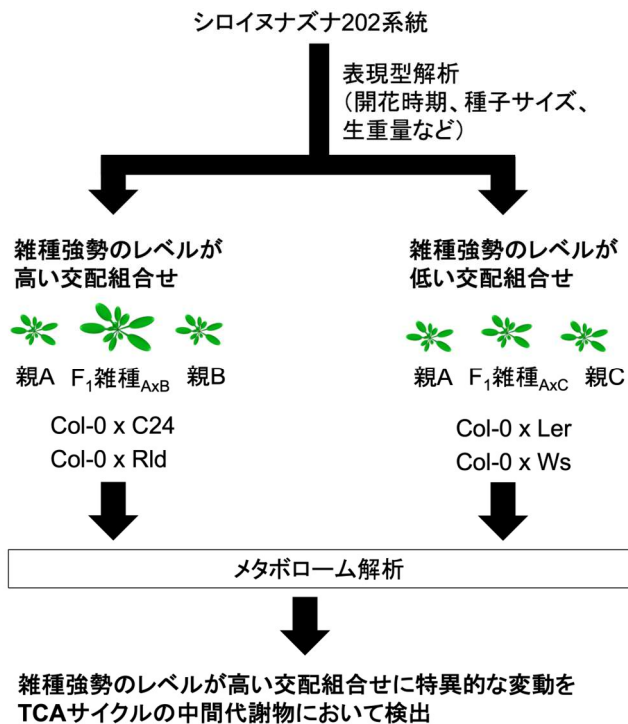 シロイヌナズナ202系統
表現型解析
（開花時期、種子サイズ、
生重量など）
雑種強勢のレベルが
高い交配組合せ
親A F₁雑種AxB 親B
Col-0 x C24
Col-0 x Rld
雑種強勢のレベルが
低い交配組合せ
親A F₁雑種AxC 親C
Col-0 x Ler
Col-0 x Ws
メタボローム解析
雑種強勢のレベルが高い交配組合せに特異的な変動を
TCAサイクルの中間代謝物において検出